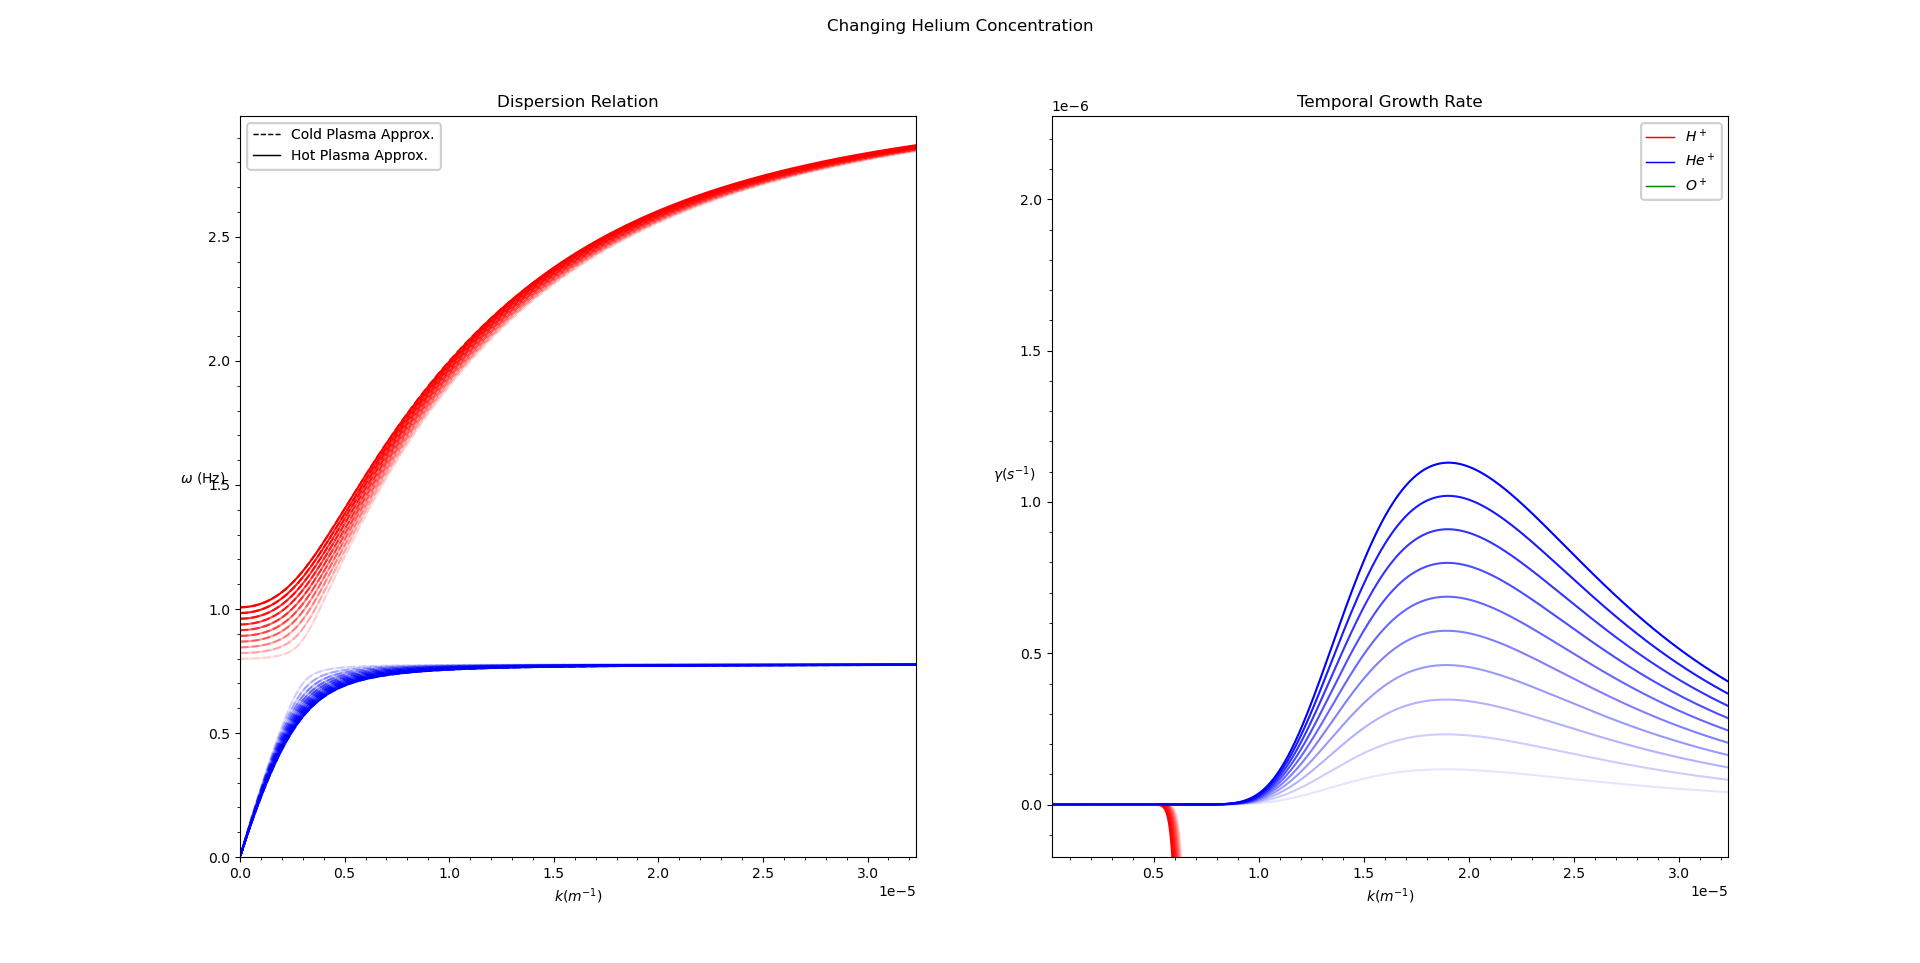 Changing Helium Concentration
Dispersion Relation
Cold Plasma Approx.
Hot Plasma Approx.
2.5
2.0
ω (Hz)
1.5
1.0
0.5
0.0
0.0 0.5 1.0 1.5 2.0 2.5 3.0
1e−5
k(m⁻¹)
Temporal Growth Rate
1e−6
H⁺
He⁺
O⁺
2.0
1.5
γ(s⁻¹)
1.0
0.5
0.0
0.5 1.0 1.5 2.0 2.5 3.0
1e−5
k(m⁻¹)